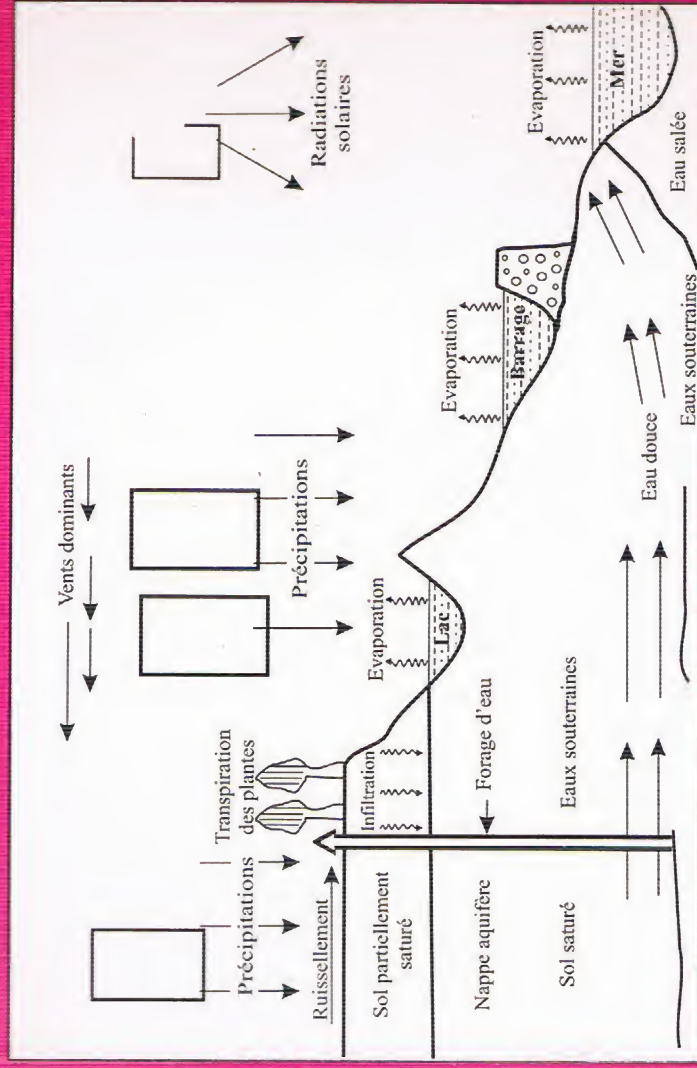 Vents dominants
Radiations
solaires
Précipitations
Précipitations
Transpiration
des plantes
Ruissellement
Evaporation
Evaporation
Evaporation
Infiltration
Sol partiellement
saturé
Lac
Barrage
Mer
Nappe aquifère
Forage d'eau
Sol saturé
Eaux souterraines
Eau douce
Eaux souterraines
Eau salée